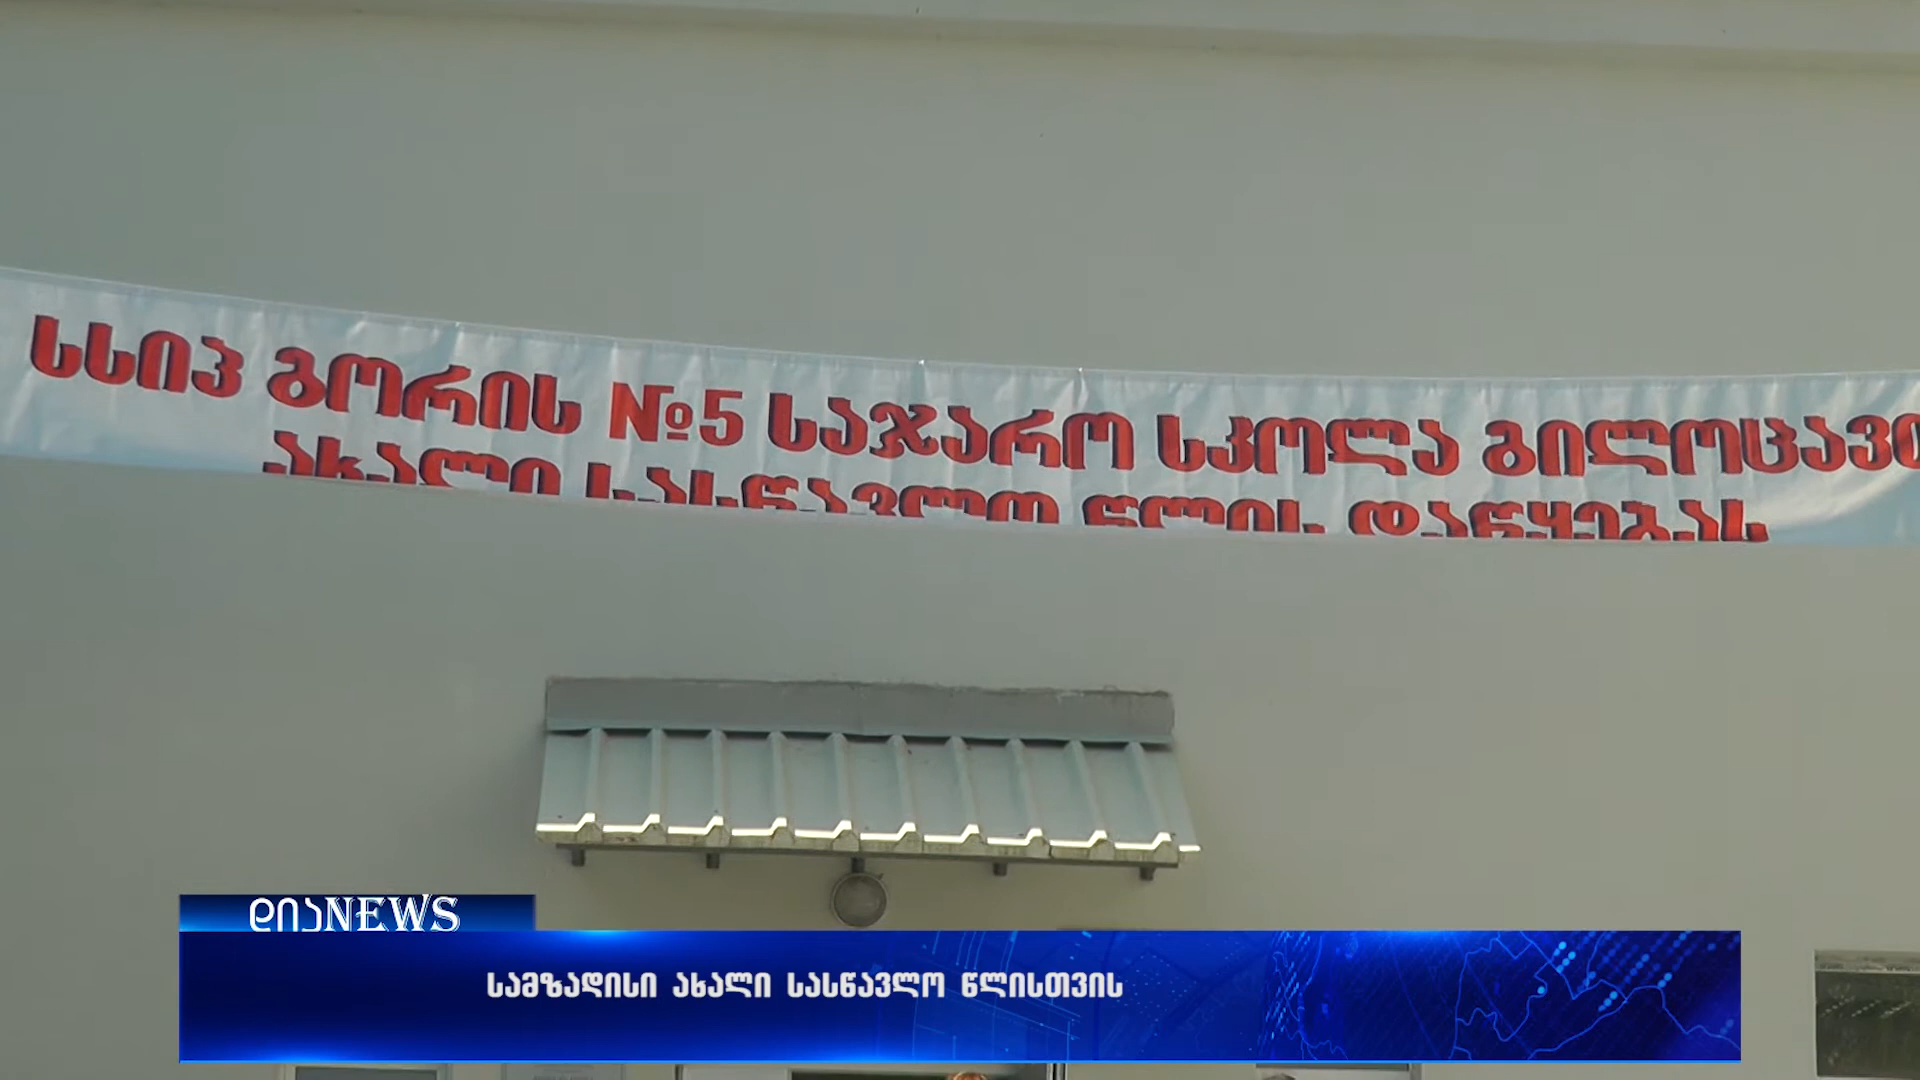 სსიპ გორის №5 საჯარო სკოლა გილოცავთ
ახალი სასწავლო წლის დაწყებას
დიაNEWS
სამზადისი ახალი სასწავლო წლისთვის